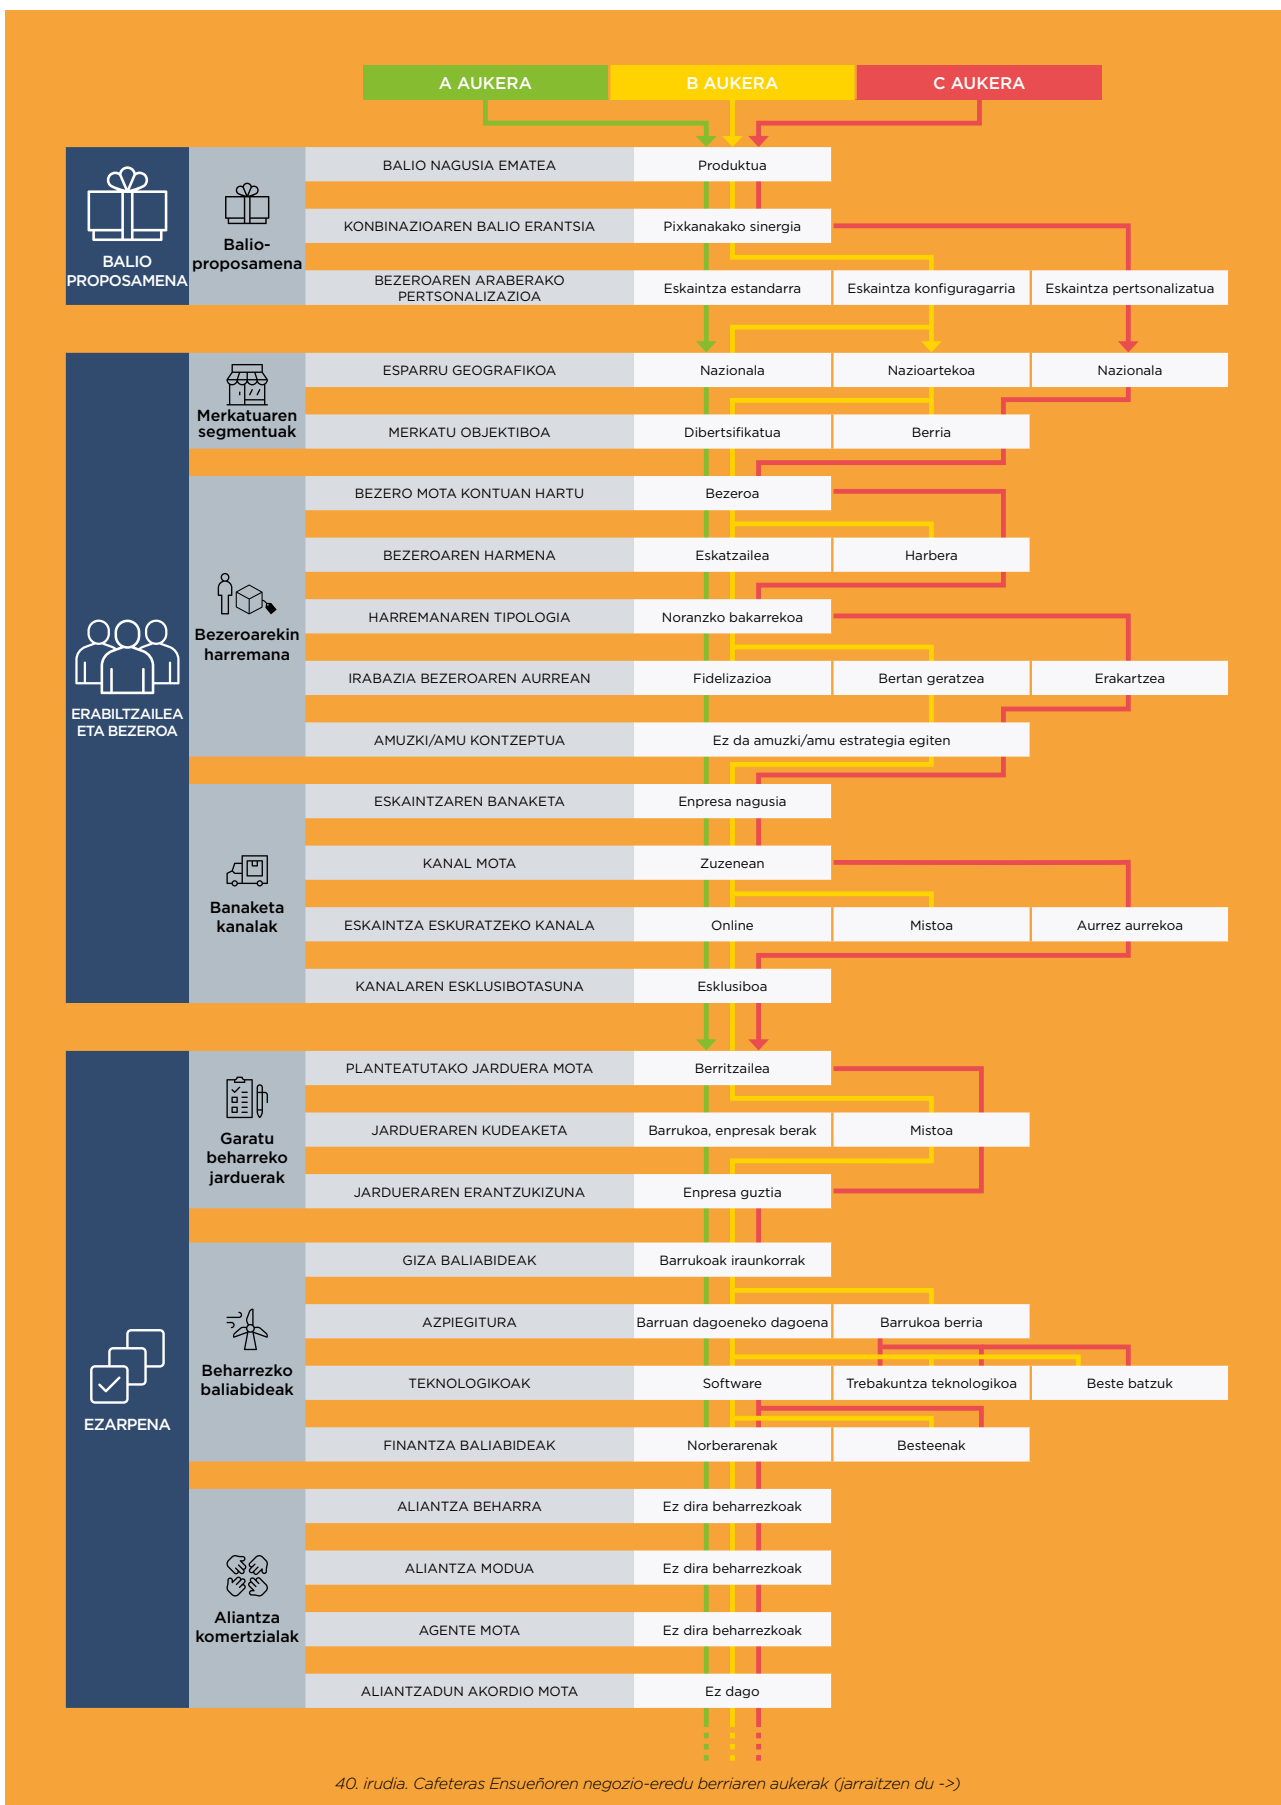 A AUKERA
B AUKERA
C AUKERA
BALIO
PROPOSAMENA
Balio-
proposamena
BALIO NAGUSIA EMATEA
Produktua
KONBINAZIOAREN BALIO ERANTSIA
Pixkanakako sinergia
BEZEROAREN ARABERAKO
PERTSONALIZAZIOA
Eskaintza estandarra
Eskaintza konfiguragarria
Eskaintza pertsonalizatua
ERABILTZAILEA
ETA BEZEROA
Merkatuaren
segmentuak
ESPARRU GEOGRAFIKOA
Nazionala
Nazioartekoa
Nazionala
MERKATU OBJEKTIBOA
Dibertsifikatua
Berria
Bezeroarekin
harremana
BEZERO MOTA KONTUAN HARTU
Bezeroa
BEZEROAREN HARMENA
Eskatzailea
Harbera
HARREMANAREN TIPOLOGIA
Noranzko bakarrekoa
IRABAZIA BEZEROAREN AURREAN
Fidelizazioa
Bertan geratzea
Erakartzea
AMUZKI/AMU KONTZEPTUA
Ez da amuzki/amu estrategia egiten
Banaketa
kanalak
ESKAINTZAREN BANAKETA
Enpresa nagusia
KANAL MOTA
Zuzenean
ESKAINTZA ESKURATZEKO KANALA
Online
Mistoa
Aurrez aurrekoa
KANALAREN ESKLUSIBOTASUNA
Esklusiboa
EZARPENA
Garatu
beharreko
jarduerak
PLANTEATUTAKO JARDUERA MOTA
Berritzailea
JARDUERAREN KUDEAKETA
Barrukoa, enpresak berak
Mistoa
JARDUERAREN ERANTZUKIZUNA
Enpresa guztia
Beharrezko
baliabideak
GIZA BALIABIDEAK
Barrukoak iraunkorrak
AZPIEGITURA
Barruan dagoeneko dagoena
Barrukoa berria
TEKNOLOGIKOAK
Software
Trebakuntza teknologikoa
Beste batzuk
FINANTZA BALIABIDEAK
Norberarenak
Besteenak
Aliantza
komertzialak
ALIANTZA BEHARRA
Ez dira beharrezkoak
ALIANTZA MODUA
Ez dira beharrezkoak
AGENTE MOTA
Ez dira beharrezkoak
ALIANTZADUN AKORDIO MOTA
Ez dago
40. irudia. Cafeteras Ensueñoren negozio-eredu berriaren aukerak (jarraitzen du ->)